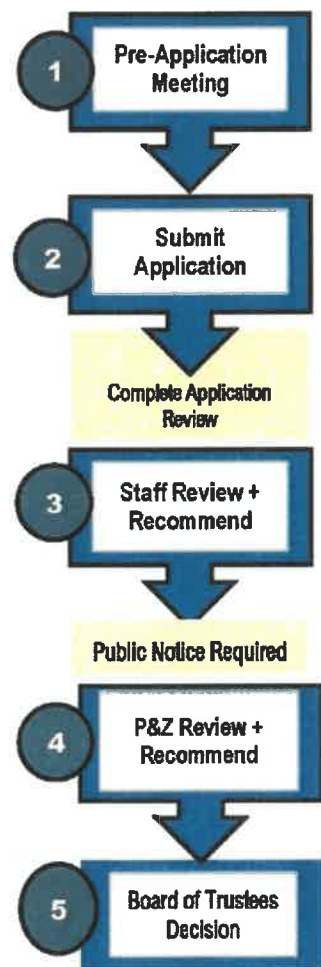 1
Pre-Application
Meeting
2
Submit
Application
Complete Application
Review
3
Staff Review +
Recommend
Public Notice Required
4
P&Z Review +
Recommend
5
Board of Trustees
Decision